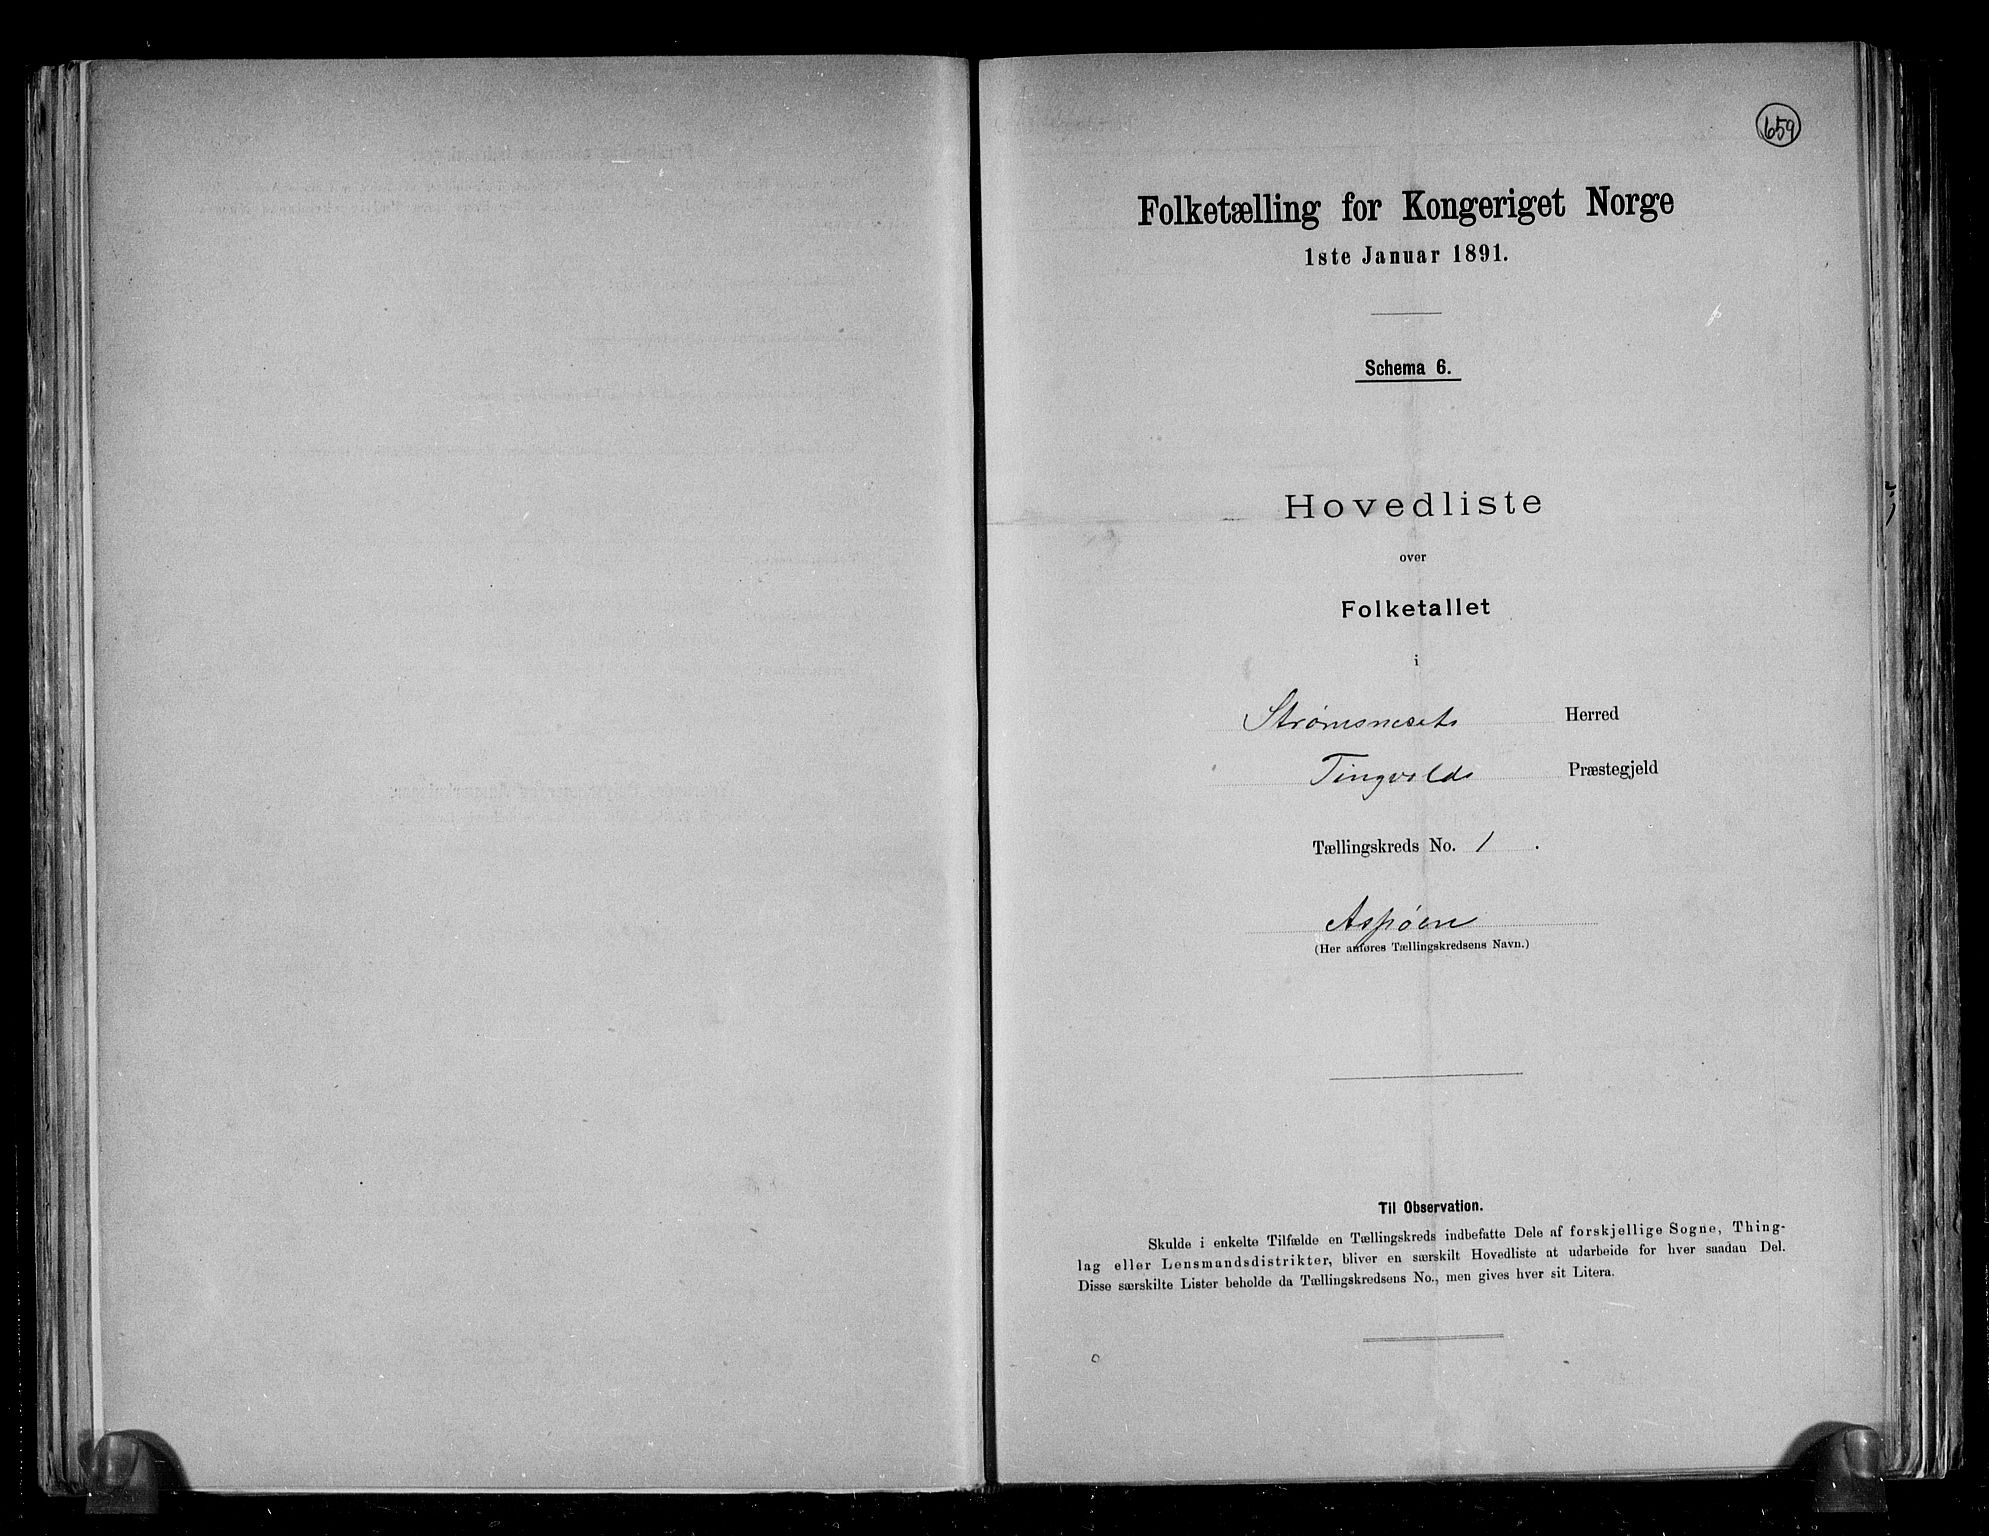 659
Folketælling for Kongeriget Norge
1ste Januar 1891.
Schema 6.
Hovedliste
over
Folketallet
i
Strømsnesets Herred
Tingvolds Præstegjeld
Tællingskreds No. 1.
Aspøen
(Her anføres Tællingskredsens Navn.)
Til Observation.
Skulde i enkelte Tilfælde en Tællingskreds indbefatte Dele af forskjellige Sogne, Thing-
lag eller Lensmandsdistrikter, bliver en særskilt Hovedliste at udarbeide for hver saadan Del.
Disse særskilte Lister beholde da Tællingskredsens No., men gives hver sit Litera.